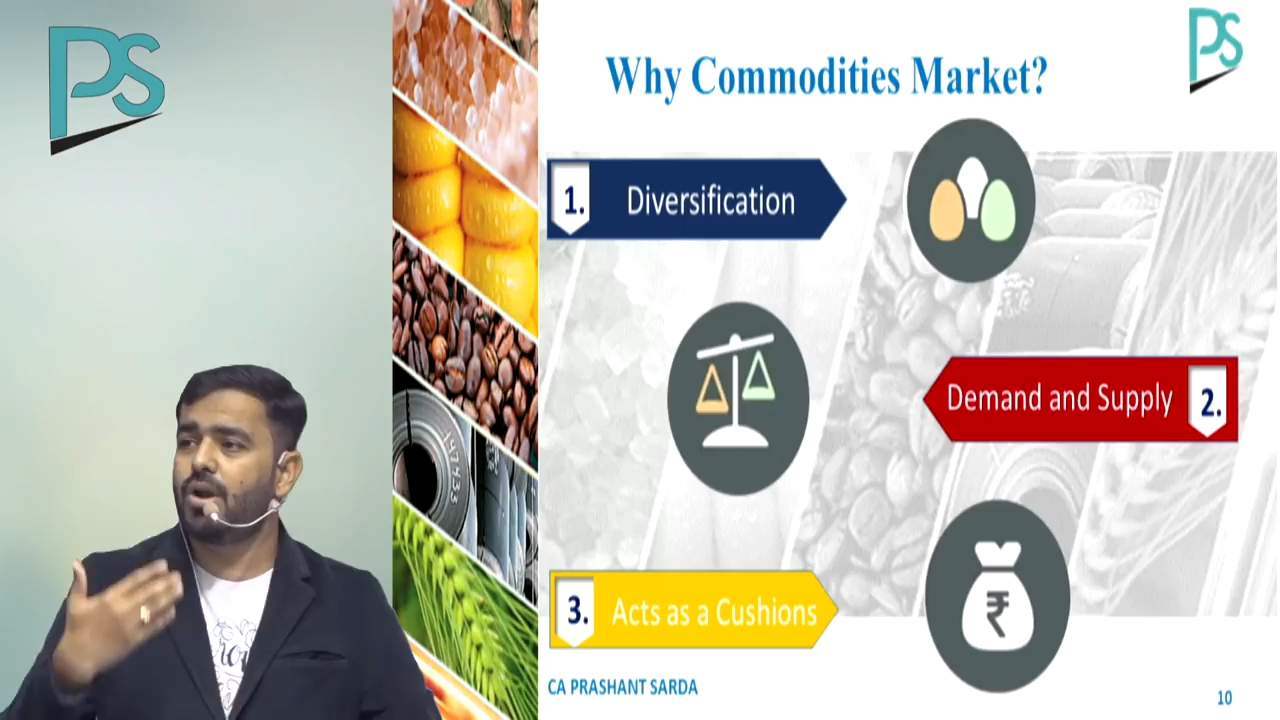 PS
Why Commodities Market?
PS
1. Diversification
Demand and Supply 2.
₹
3. Acts as a Cushions
CA PRASHANT SARDA
10